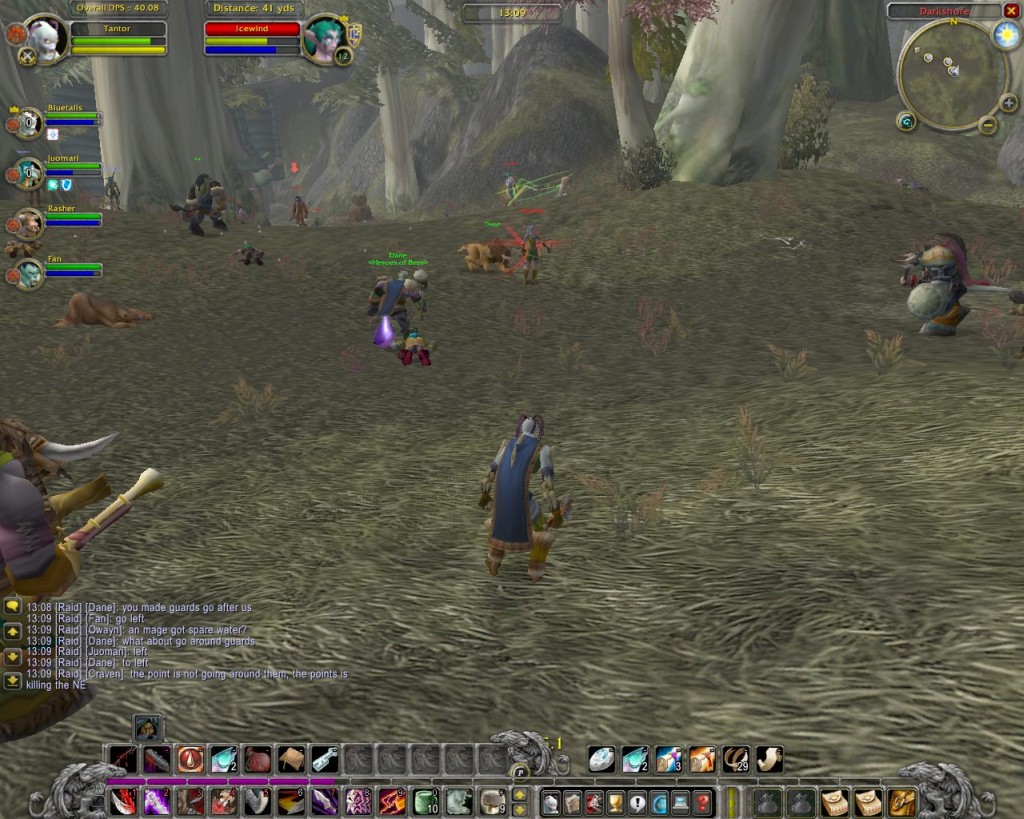 Overall DPS :: 40.08
Distance: 41 yds
13:09
Darkshore
N
Tantor
Icewind
12
Bluetails
Juomari
Rasher
Fan
Dane
<Heroes of Beer>
13:08 [Raid] [Dane]: you made guards go after us
13:09 [Raid] [Fan]: go left
13:09 [Raid] [Owayn]: an mage got spare water?
13:09 [Raid] [Dane]: what about go around guards
13:09 [Raid] [Juomari]: left
13:09 [Raid] [Dane]: to left
13:09 [Raid] [Craven]: the point is not going around them, the points is
killing the NE